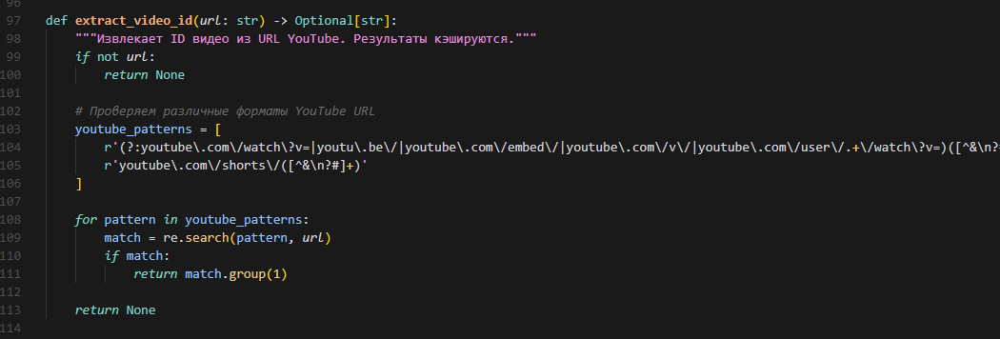 96
97 def extract_video_id(url: str) -> Optional[str]:
98 """Извлекает ID видео из URL YouTube. Результаты кэшируются."""
99 if not url:
100 return None
101
102 # Проверяем различные форматы YouTube URL
103 youtube_patterns = [
104 r'(?:youtube\.com\/watch\?v=|youtu\.be\/|youtube\.com\/embed\/|youtube\.com\/v\/|youtube\.com\/user\/.+\/watch\?v=)([^&\n?
105 r'youtube\.com\/shorts\/([^&\n?#]+)'
106 ]
107
108 for pattern in youtube_patterns:
109 match = re.search(pattern, url)
110 if match:
111 return match.group(1)
112
113 return None
114